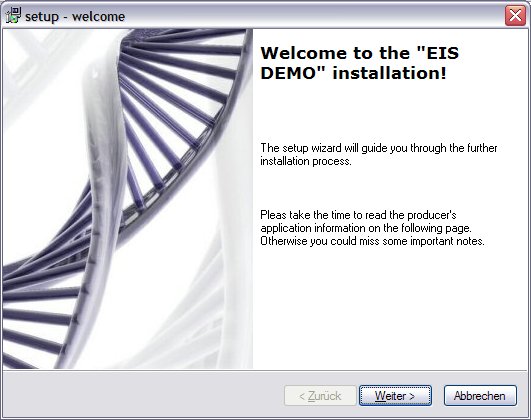 setup - welcome
Welcome to the "EIS
DEMO" installation!
The setup wizard will guide you through the further
installation process.
Pleas take the time to read the producer's
application information on the following page.
Otherwise you could miss some important notes.
< Zurück
Weiter >
Abbrechen